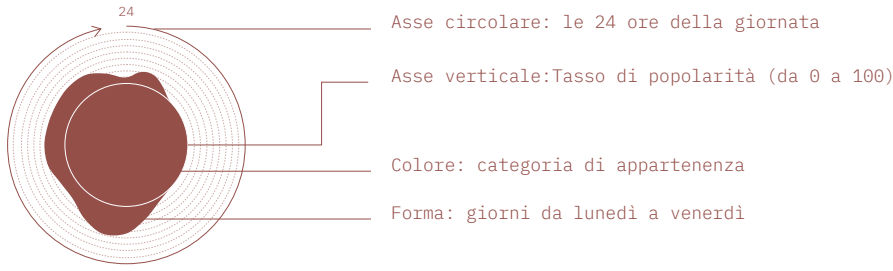 24
Asse circolare: le 24 ore della giornata
Asse verticale:Tasso di popolarità (da 0 a 100)
Colore: categoria di appartenenza
Forma: giorni da lunedì a venerdì